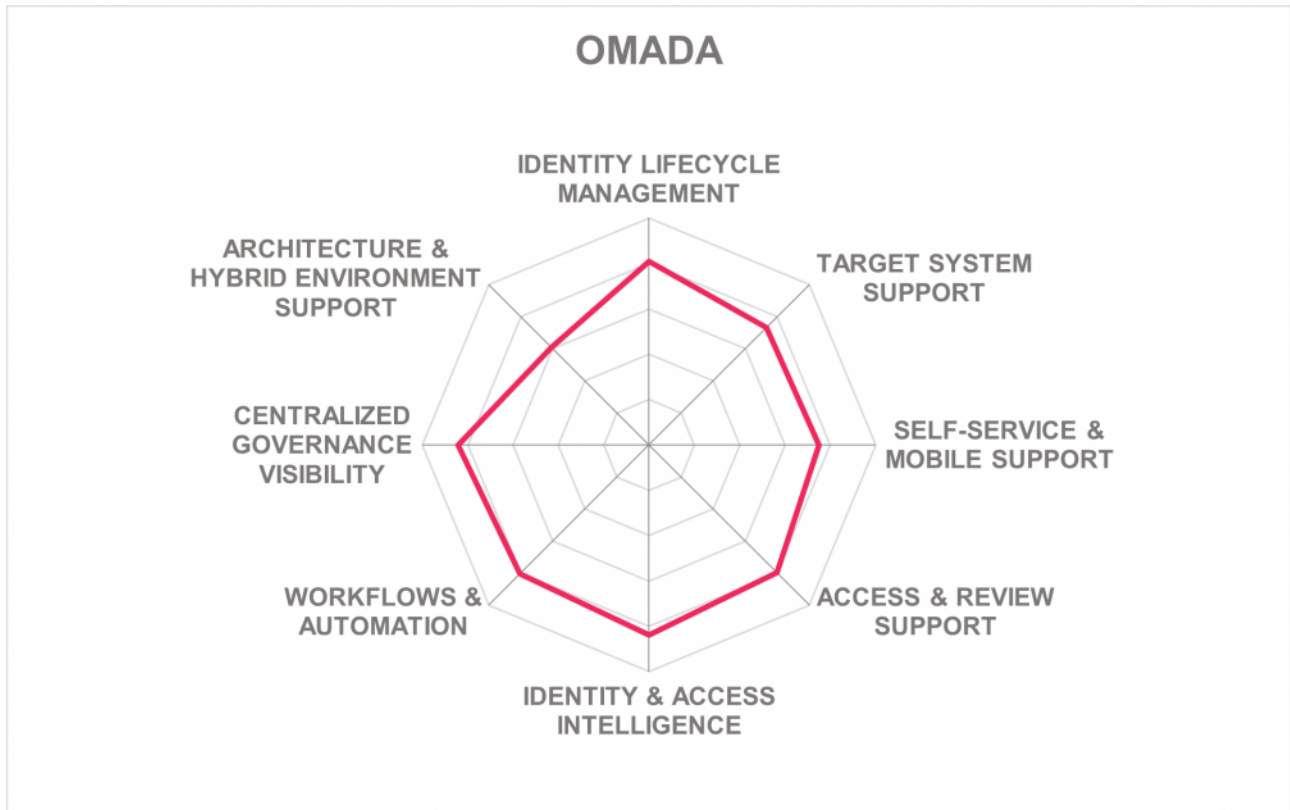 OMADA
IDENTITY LIFECYCLE
MANAGEMENT
TARGET SYSTEM
SUPPORT
SELF-SERVICE &
MOBILE SUPPORT
ACCESS & REVIEW
SUPPORT
IDENTITY & ACCESS
INTELLIGENCE
WORKFLOWS &
AUTOMATION
CENTRALIZED
GOVERNANCE
VISIBILITY
ARCHITECTURE &
HYBRID ENVIRONMENT
SUPPORT